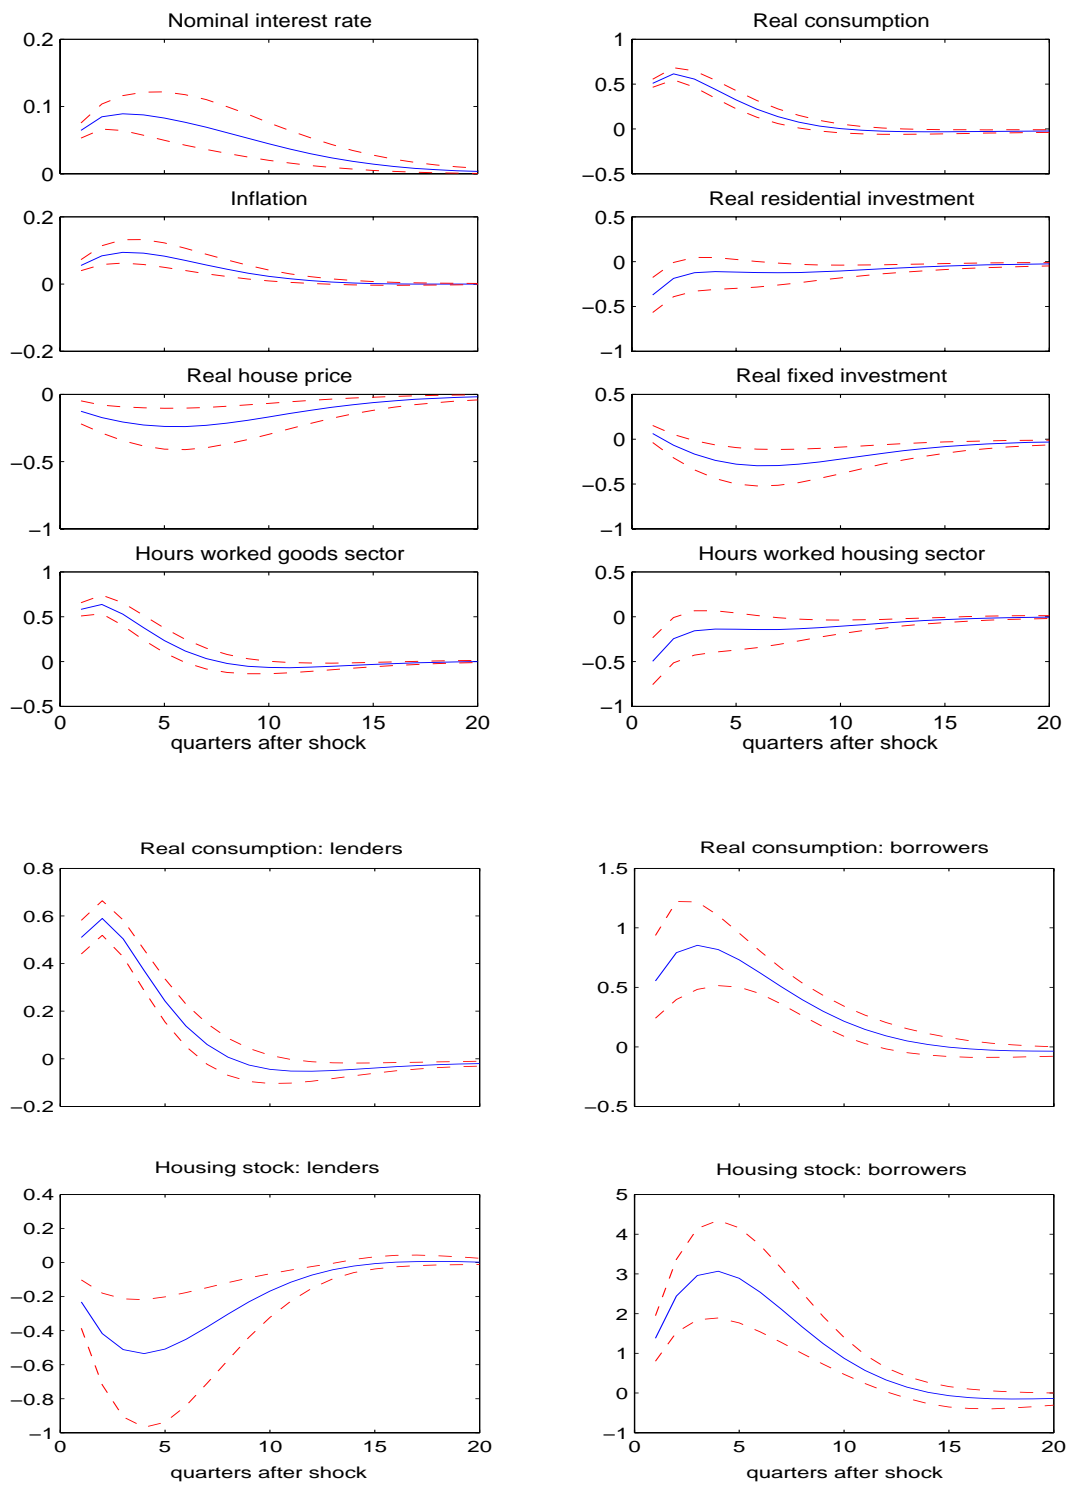 Nominal interest rate
0.2
0.1
0
Real consumption
1
0.5
0
−0.5
Inflation
0.2
0
−0.2
Real residential investment
0.5
0
−0.5
−1
Real house price
0
−0.5
−1
Real fixed investment
0.5
0
−0.5
−1
Hours worked goods sector
1
0.5
0
−0.5
0 5 10 15 20
quarters after shock
Hours worked housing sector
0.5
0
−0.5
−1
0 5 10 15 20
quarters after shock
Real consumption: lenders
0.8
0.6
0.4
0.2
0
−0.2
Real consumption: borrowers
1.5
1
0.5
0
−0.5
Housing stock: lenders
0.4
0.2
0
−0.2
−0.4
−0.6
−0.8
−1
0 5 10 15 20
quarters after shock
Housing stock: borrowers
5
4
3
2
1
0
−1
0 5 10 15 20
quarters after shock